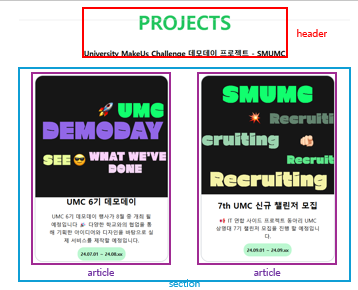 PROJECTS
header
University MakeUs Challenge 데모데이 프로젝트 - SMUMC
🚀 UMC
DEMODAY
SEE😎 WHAT WE'VE
DONE
UMC 6기 데모데이
UMC 6기 데모데이 행사가 8월 중 개최 될
예정입니다 🎉 다양한 학교와의 협업을 통
해 기획한 아이디어와 디자인을 바탕으로 실
제 서비스를 제작할 예정입니다.
24.07.01 ~ 24.08.xx
article
SMUMC
💥 Recruiti
cruiting 👊🏻
Recruit
Recruiting
7th UMC 신규 챌린저 모집
📢 IT 연합 사이드 프로젝트 동아리 UMC
상명대 7기 챌린저 모집을 진행 할 예정입니
다.
24.09.01 ~ 24.09.xx
article
section